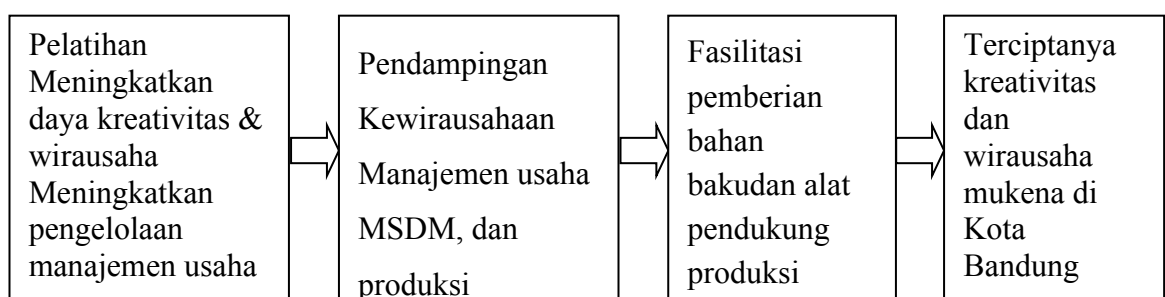 Pelatihan
Meningkatkan
daya kreativitas &
wirausaha
Meningkatkan
pengelolaan
manajemen usaha
Pendampingan
Kewirausahaan
Manajemen usaha
MSDM, dan
produksi
Fasilitasi
pemberian
bahan
bakudan alat
pendukung
produksi
Terciptanya
kreativitas
dan
wirausaha
mukena di
Kota
Bandung